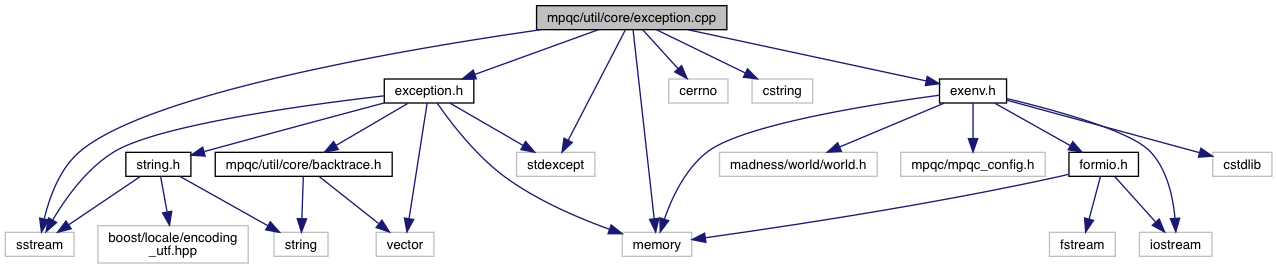 mpqc/util/core/exception.cpp
exception.h
cerrno
cstring
exenv.h
string.h
mpqc/util/core/backtrace.h
stdexcept
madness/world/world.h
mpqc/mpqc_config.h
formio.h
cstdlib
sstream
boost/locale/encoding
_utf.hpp
string
vector
memory
fstream
iostream